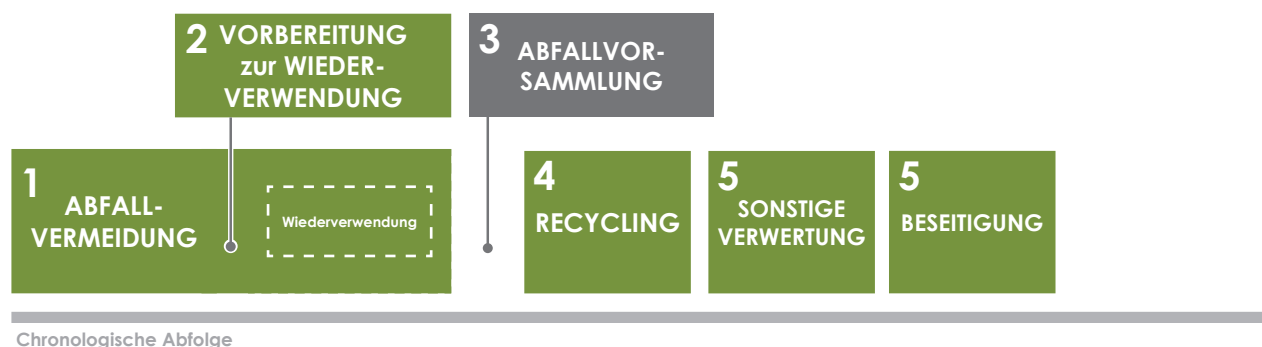 2 VORBEREITUNG
zur WIEDER-
VERWENDUNG
3 ABFALLVOR-
SAMMLUNG
1
ABFALL-
VERMEIDUNG
Wiederverwendung
4
RECYCLING
5
SONSTIGE
VERWERTUNG
5
BESEITIGUNG
Chronologische Abfolge